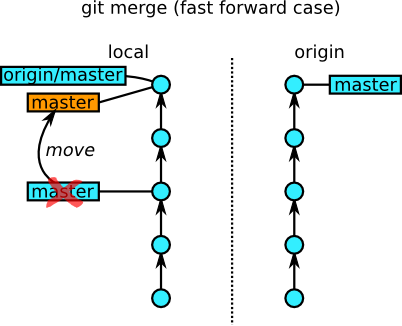 git merge (fast forward case)
local
origin
origin/master
master
master
move
master